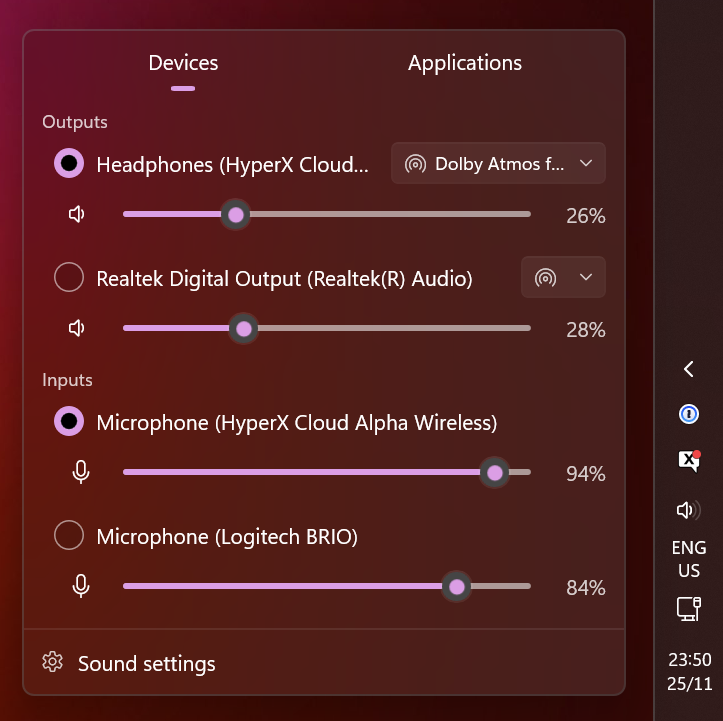 Devices
Applications
Outputs
Headphones (HyperX Cloud...
Dolby Atmos f...
26%
Realtek Digital Output (Realtek(R) Audio)
28%
Inputs
Microphone (HyperX Cloud Alpha Wireless)
94%
Microphone (Logitech BRIO)
84%
Sound settings
X
ENG
US
23:50
25/11